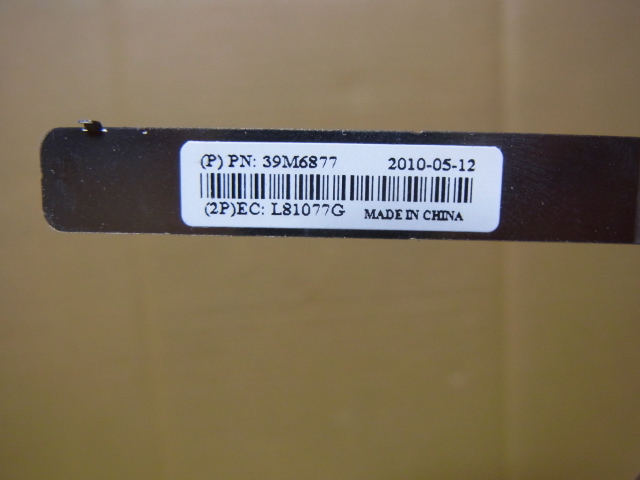 (P) PN: 39M6877 2010-05-12
(2P)EC: L81077G MADE IN CHINA